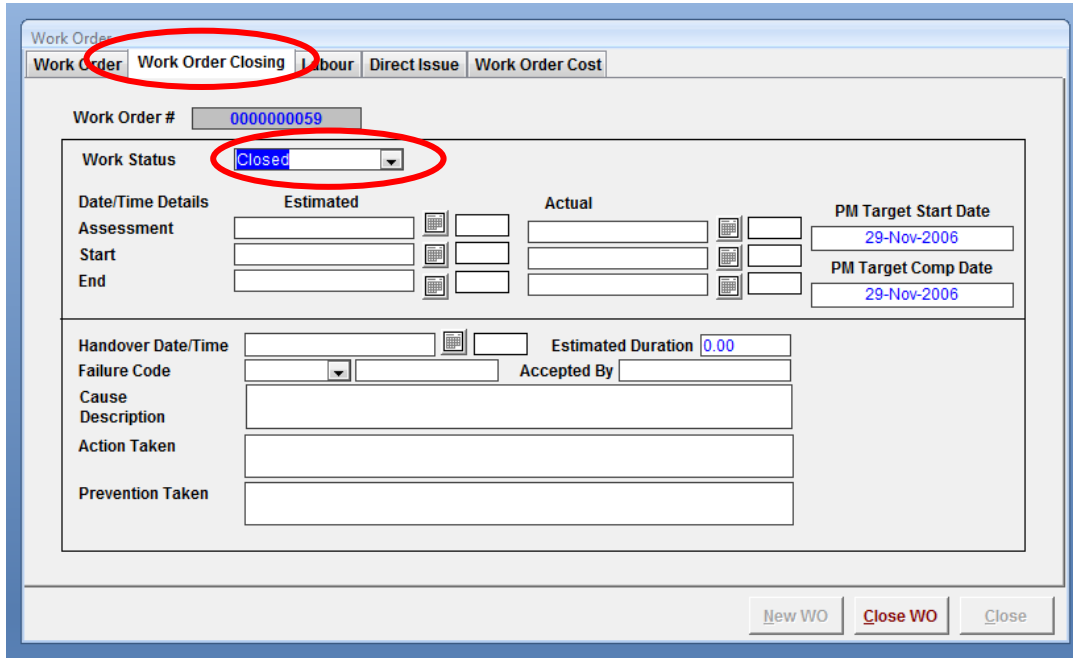 Work Order
Work Order Work Order Closing Labour Direct Issue Work Order Cost
Work Order # 0000000059
Work Status Closed
Date/Time Details Estimated Actual PM Target Start Date
Assessment 29-Nov-2006
Start PM Target Comp Date
End 29-Nov-2006
Handover Date/Time Estimated Duration 0.00
Failure Code Accepted By
Cause
Description
Action Taken
Prevention Taken
New WO Close WO Close